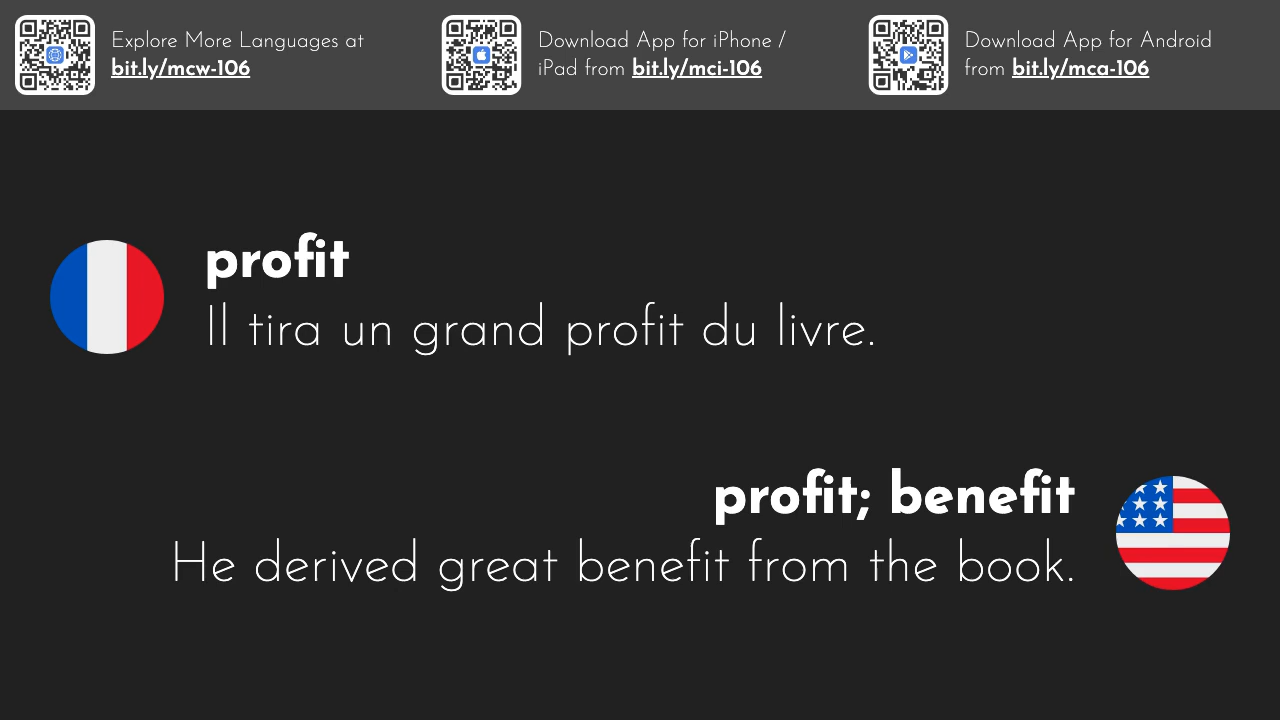 Explore More Languages at
bit.ly/mcw-106
Download App for iPhone /
iPad from bit.ly/mci-106
Download App for Android
from bit.ly/mca-106
profit
Il tira un grand profit du livre.
profit; benefit
He derived great benefit from the book.